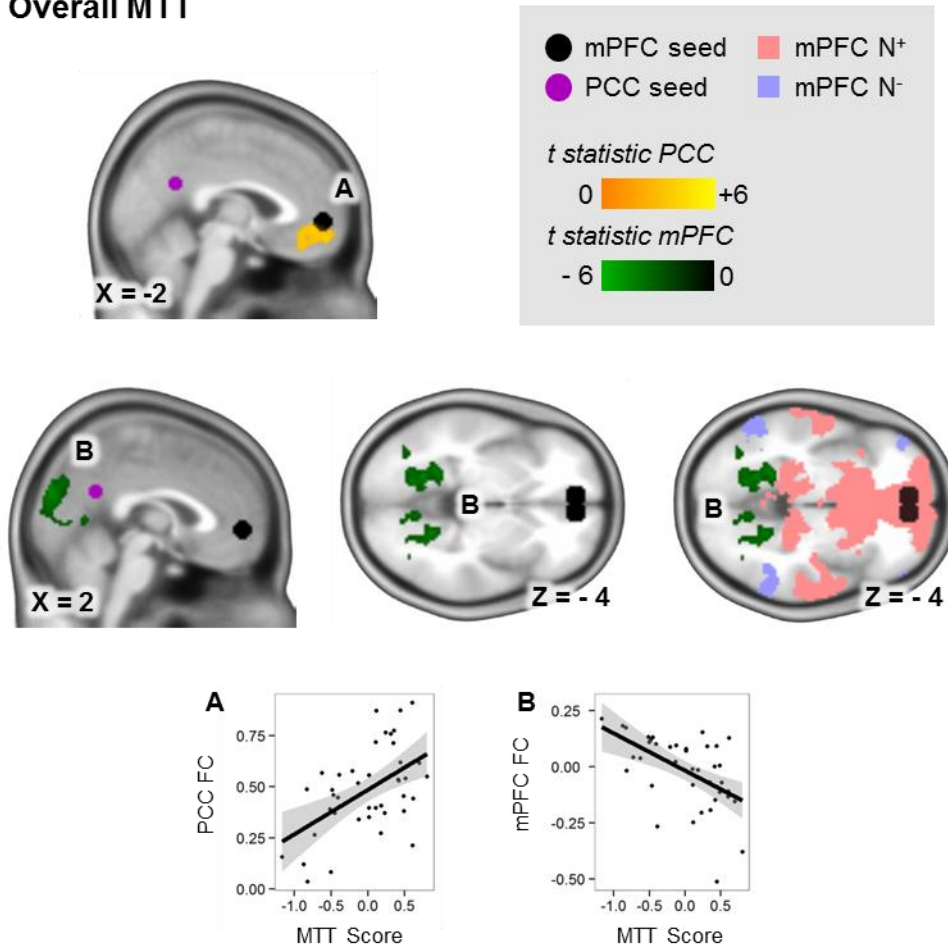 Overall MTT
mPFC seed
mPFC N⁺
PCC seed
mPFC N⁻
t statistic PCC
0
+6
t statistic mPFC
- 6
0
A
X = -2
B
X = 2
B
Z = - 4
B
Z = - 4
A
PCC FC
0.75
0.50
0.25
0.00
-1.0 -0.5 0.0 0.5
MTT Score
B
mPFC FC
0.25
0.00
-0.25
-0.50
-1.0 -0.5 0.0 0.5
MTT Score